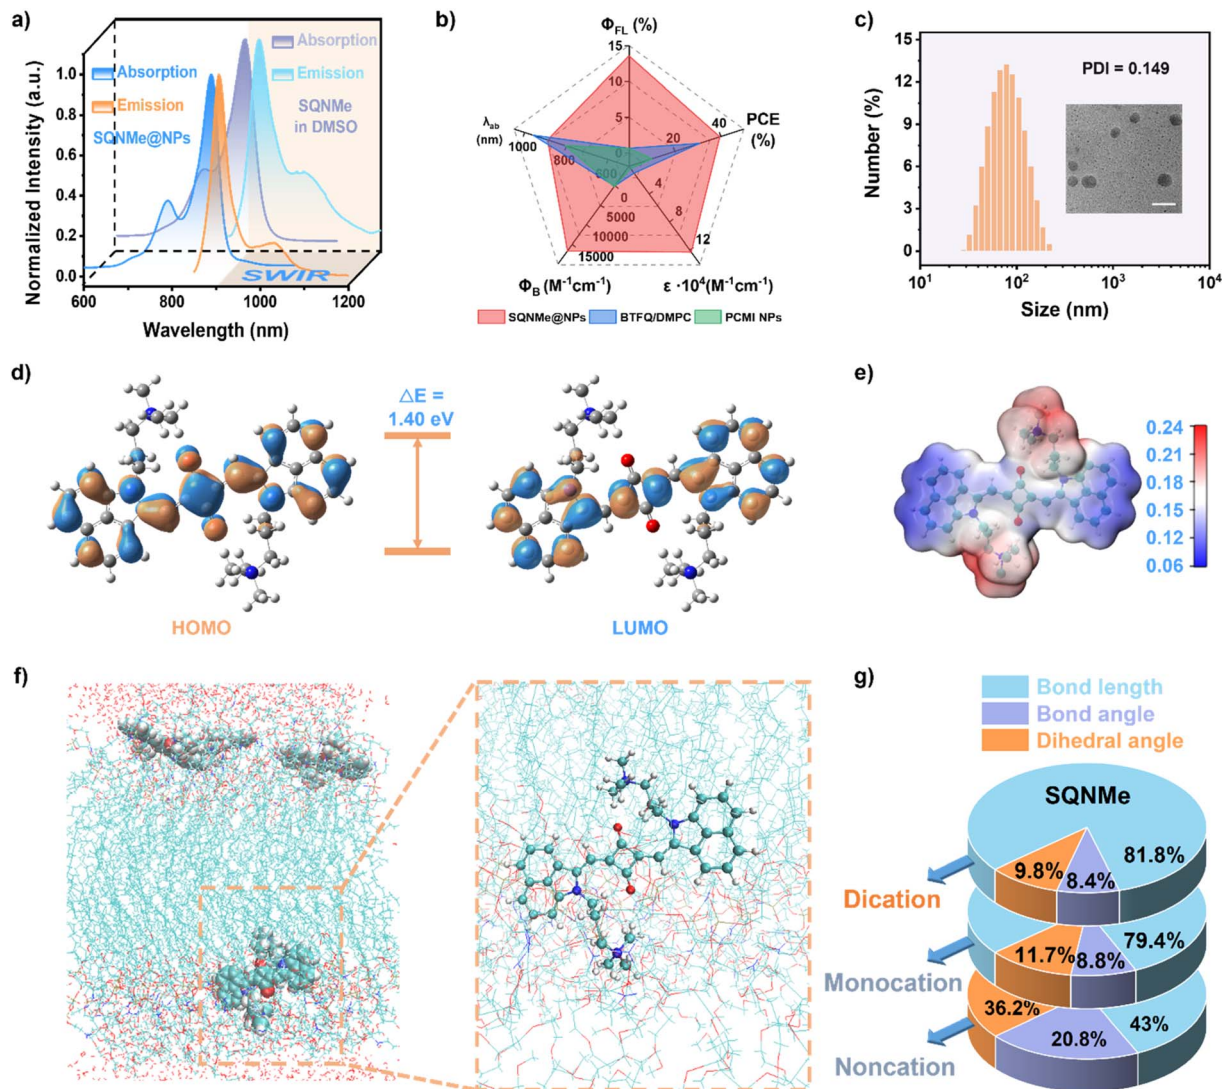 a)
Normalized Intensity (a.u.)
1.0
0.8
0.6
0.4
0.2
0.0
Absorption
Emission
SQNMe@NPs
Absorption
Emission
SQNMe
in DMSO
SWIR
600
800
1000
1200
Wavelength (nm)
b)
Φ_FL (%)
15
10
5
0
PCE
(%)
40
20
λ_ab
(nm)
1000
800
600
0
5000
10000
15000
4
8
12
Φ_B (M⁻¹cm⁻¹)
ε ·10⁴(M⁻¹cm⁻¹)
SQNMe@NPs
BTFQ/DMPC
PCMI NPs
c)
Number (%)
15
12
9
6
3
0
PDI = 0.149
10¹
10²
10³
10⁴
Size (nm)
d)
△E =
1.40 eV
HOMO
LUMO
e)
0.24
0.21
0.18
0.15
0.12
0.09
0.06
f)
g)
Bond length
Bond angle
Dihedral angle
SQNMe
9.8%
8.4%
81.8%
Dication
11.7%
8.8%
79.4%
Monocation
36.2%
20.8%
43%
Noncation